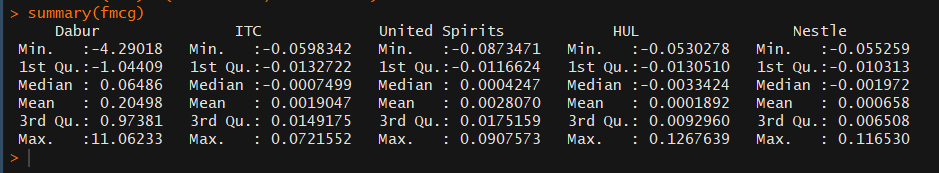 > summary(fmcg)
     Dabur               ITC             United Spirits            HUL                 Nestle
 Min.   :-4.29018   Min.   :-0.0598342   Min.   :-0.0873471   Min.   :-0.0530278   Min.   :-0.055259
 1st Qu.:-1.04409   1st Qu.:-0.0132722   1st Qu.:-0.0116624   1st Qu.:-0.0130510   1st Qu.:-0.010313
 Median : 0.06486   Median :-0.0007499   Median : 0.0004247   Median :-0.0033424   Median :-0.001972
 Mean   : 0.20498   Mean   : 0.0019047   Mean   : 0.0028070   Mean   : 0.0001892   Mean   : 0.000658
 3rd Qu.: 0.97381   3rd Qu.: 0.0149175   3rd Qu.: 0.0175159   3rd Qu.: 0.0092960   3rd Qu.: 0.006508
 Max.   :11.06233   Max.   : 0.0721552   Max.   : 0.0907573   Max.   : 0.1267639   Max.   : 0.116530
>